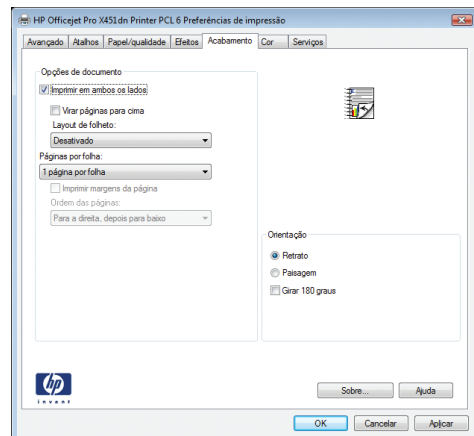 HP Officejet Pro X451dn Printer PCL 6 Preferências de impressão
Avançado Atalhos Papel/qualidade Efeitos Acabamento Cor Serviços
Opções de documento
Imprimir em ambos os lados
Virar páginas para cima
Layout de folheto:
Desativado
Páginas por folha:
1 página por folha
Imprimir margens da página
Ordem das páginas:
Para a direita, depois para baixo
Orientação
Retrato
Paisagem
Girar 180 graus
hp
invent
Sobre... Ajuda
OK Cancelar Aplicar